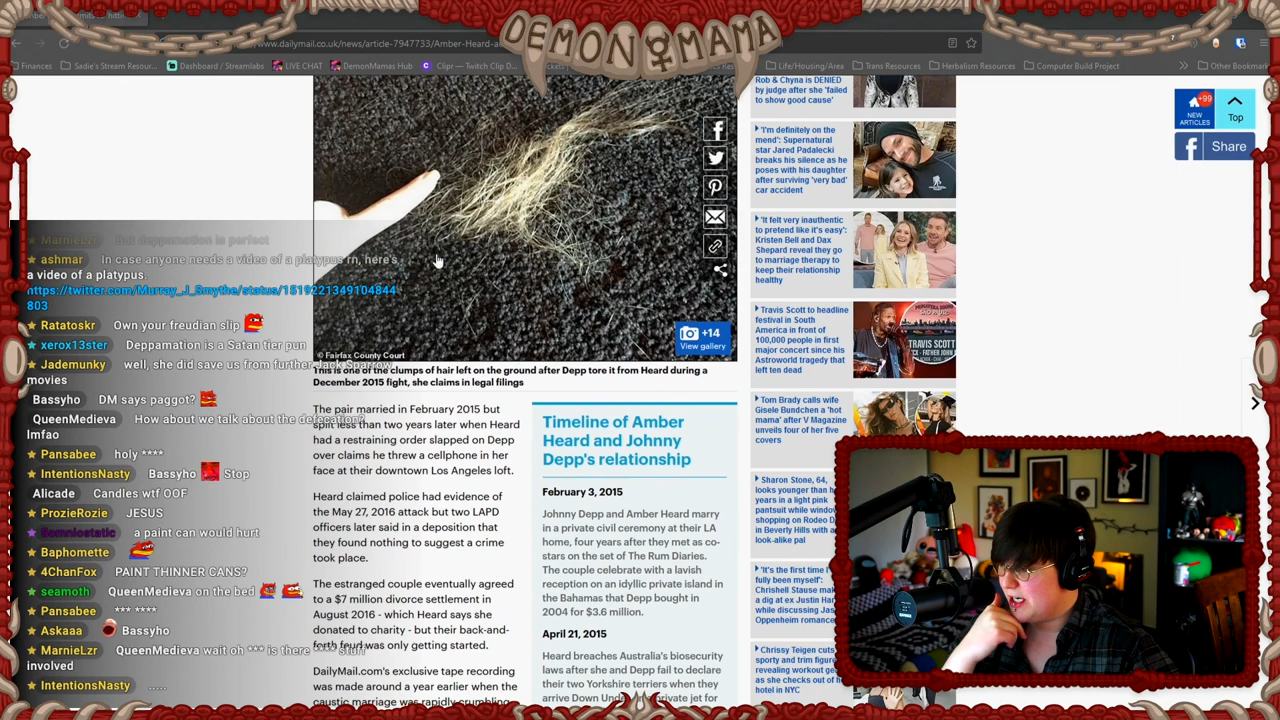 DEMON MAMA
www.dailymail.co.uk/news/article-7947733/Amber-Heard-a
Finances
Sadie's Stream Resour...
Dashboard / Streamlabs
LIVE CHAT
DemonMamas Hub
Clipr — Twitch Clip D...
Life/Housing/Area
Trans Resources
Herbalism Resources
Computer Build Project
Other Bookmar
MarnieLzr But deppamation is perfect
ashmar In case anyone needs a video of a platypus rn, here's
a video of a platypus.
https://twitter.com/Murray_J_Smythe/status/1519221349104844
803
Ratatoskr Own your freudian slip
xerox13ster Deppamation is a Satan tier pun
Jademunky well, she did save us from further Jack Sparrow
movies
Bassyho DM says paggot?
QueenMedieva How about we talk about the defecation?
lmfao
Pansabee holy ****
IntentionsNasty Bassyho Stop
Alicade Candles wtf OOF
ProzieRozie JESUS
a paint can would hurt
Baphomette
4ChanFox PAINT THINNER CANS?
seamoth QueenMedieva on the bed
Pansabee *** ****
Askaaa Bassyho
MarnieLzr QueenMedieva wait oh *** is there **** stuff
involved
IntentionsNasty .....
+14
View gallery
© Fairfax County Court
one of the clumps of hair left on the ground after Depp tore it from Heard during a
December 2015 fight, she claims in legal filings
The pair married in February 2015 but
split less than two years later when Heard
had a restraining order slapped on Depp
over claims he threw a cellphone in her
face at their downtown Los Angeles loft.
Heard claimed police had evidence of
the May 27, 2016 attack but two LAPD
officers later said in a deposition that
they found nothing to suggest a crime
took place.
The estranged couple eventually agreed
to a $7 million divorce settlement in
August 2016 - which Heard says she
donated to charity - but their back-and-
forth feud was only getting started.
DailyMail.com's exclusive tape recording
was made around a year earlier when the
caustic marriage was rapidly crumbling
Timeline of Amber
Heard and Johnny
Depp's relationship
February 3, 2015
Johnny Depp and Amber Heard marry
in a private civil ceremony at their LA
home, four years after they met as co-
stars on the set of The Rum Diaries.
The couple celebrate with a lavish
reception on an idyllic private island in
the Bahamas that Depp bought in
2004 for $3.6 million.
April 21, 2015
Heard breaches Australia's biosecurity
laws after she and Depp fail to declare
their two Yorkshire terriers when they
arrive Down Under private jet for
Rob & Chyna is DENIED
by judge after she 'failed
to show good cause'
'I'm definitely on the
mend': Supernatural
star Jared Padalecki
breaks his silence as he
poses with his daughter
after surviving 'very bad'
car accident
'It felt very inauthentic
to pretend like it's easy':
Kristen Bell and Dax
Shepard reveal they go
to marriage therapy to
keep their relationship
healthy
Travis Scott to headline
festival in South
America in front of
100,000 people in first
major concert since his
Astroworld tragedy that
left ten dead
TRAVIS SCOTT
Tom Brady calls wife
Gisele Bundchen a 'hot
mama' after V Magazine
unveils four of her five
covers
Sharon Stone, 64,
looks younger than h
years in a light pink
pantsuit while window
shopping on Rodeo D
in Beverly Hills with a
look-alike pal
'It's the first time I
fully been myself':
Chrishell Stause mak
a dig at ex Justin Har
while discussing Jas
Oppenheim romance
Chrissy Teigen cuts
sporty and trim figure
revealing workout ge
as she checks out of h
hotel in NYC
+99
NEW
ARTICLES
Top
Share